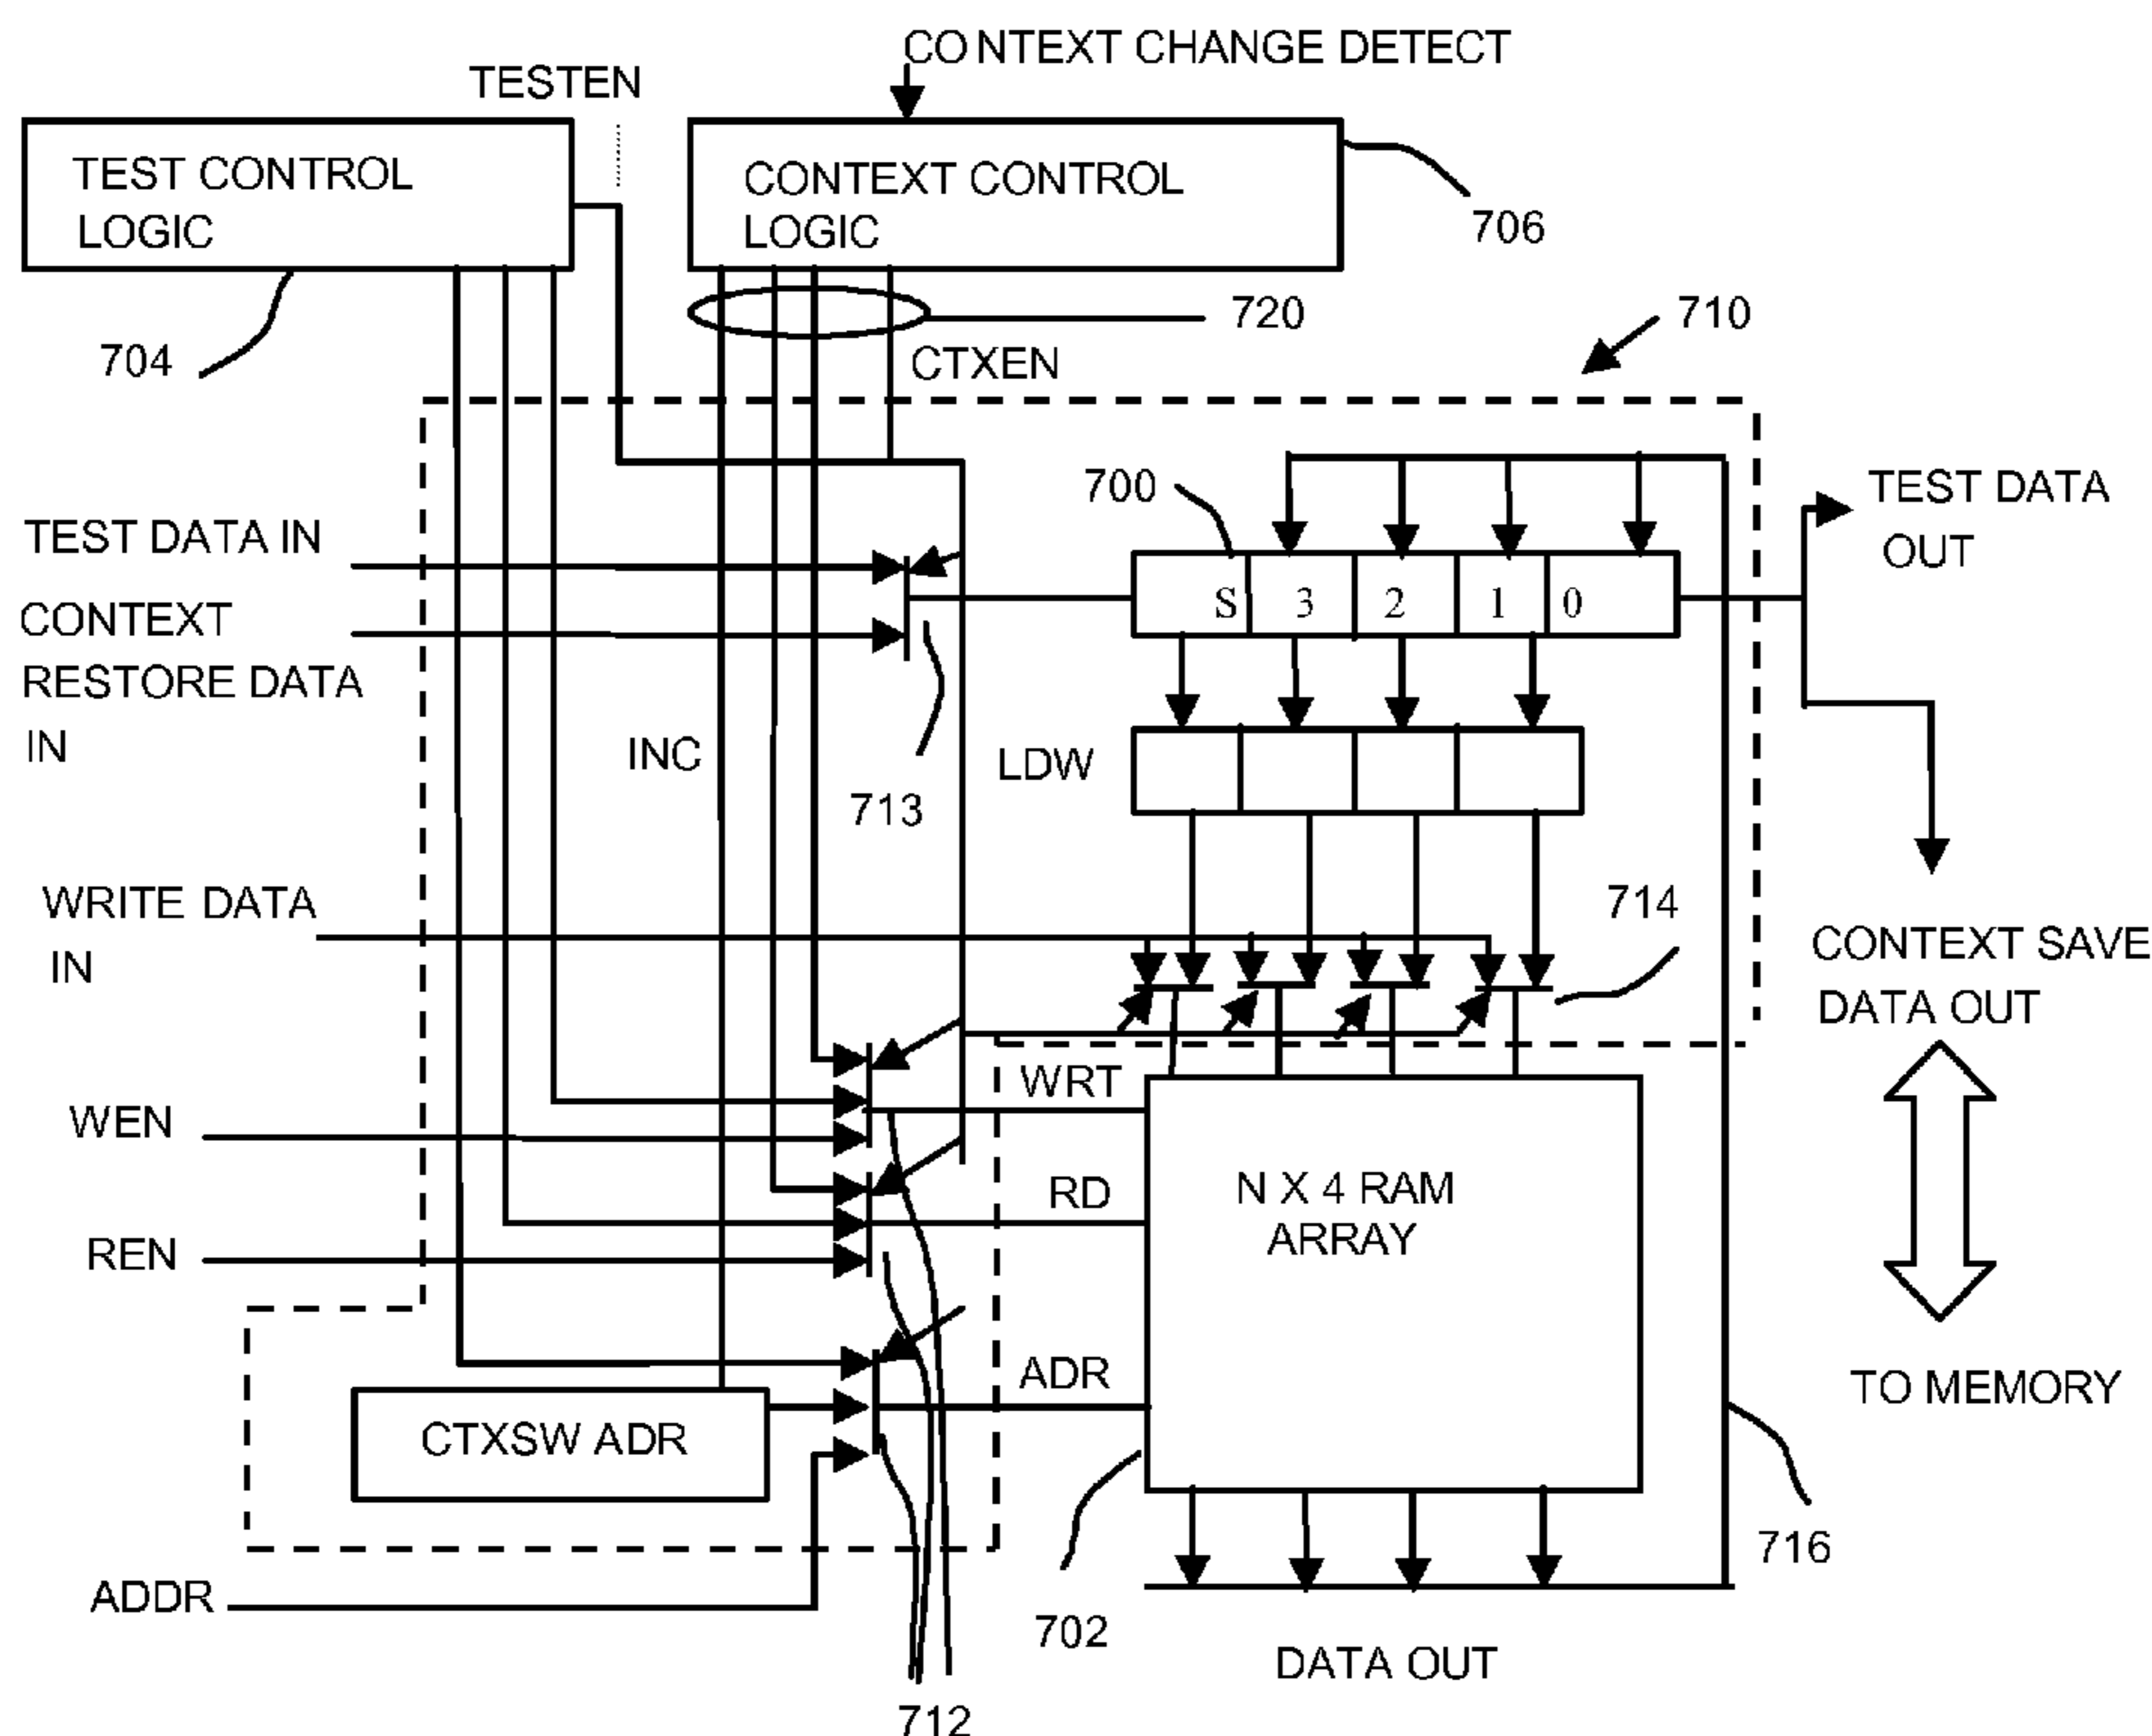 CONTEXT CHANGE DETECT
TESTEN
TEST CONTROL
LOGIC
CONTEXT CONTROL
LOGIC
706
704
720
710
CTXEN
700
TEST DATA
OUT
TEST DATA IN
CONTEXT
RESTORE DATA
IN
S 3 2 1 0
INC
LDW
713
WRITE DATA
IN
714
CONTEXT SAVE
DATA OUT
WRT
WEN
RD
N X 4 RAM
ARRAY
REN
ADR
TO MEMORY
CTXSW ADR
716
ADDR
702
DATA OUT
712